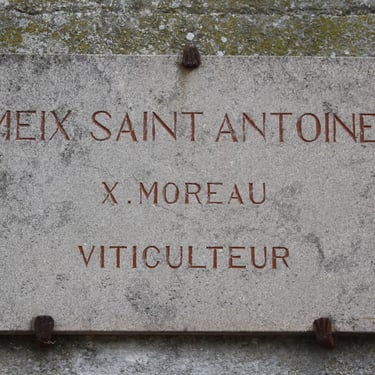 MEIX SAINT ANTOINE
X. MOREAU
VITICULTEUR